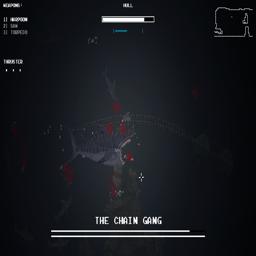 WEAPONS:
HULL
1) HARPOON
2) SAW
3) TORPEDO
THRUSTER
THE CHAIN GANG